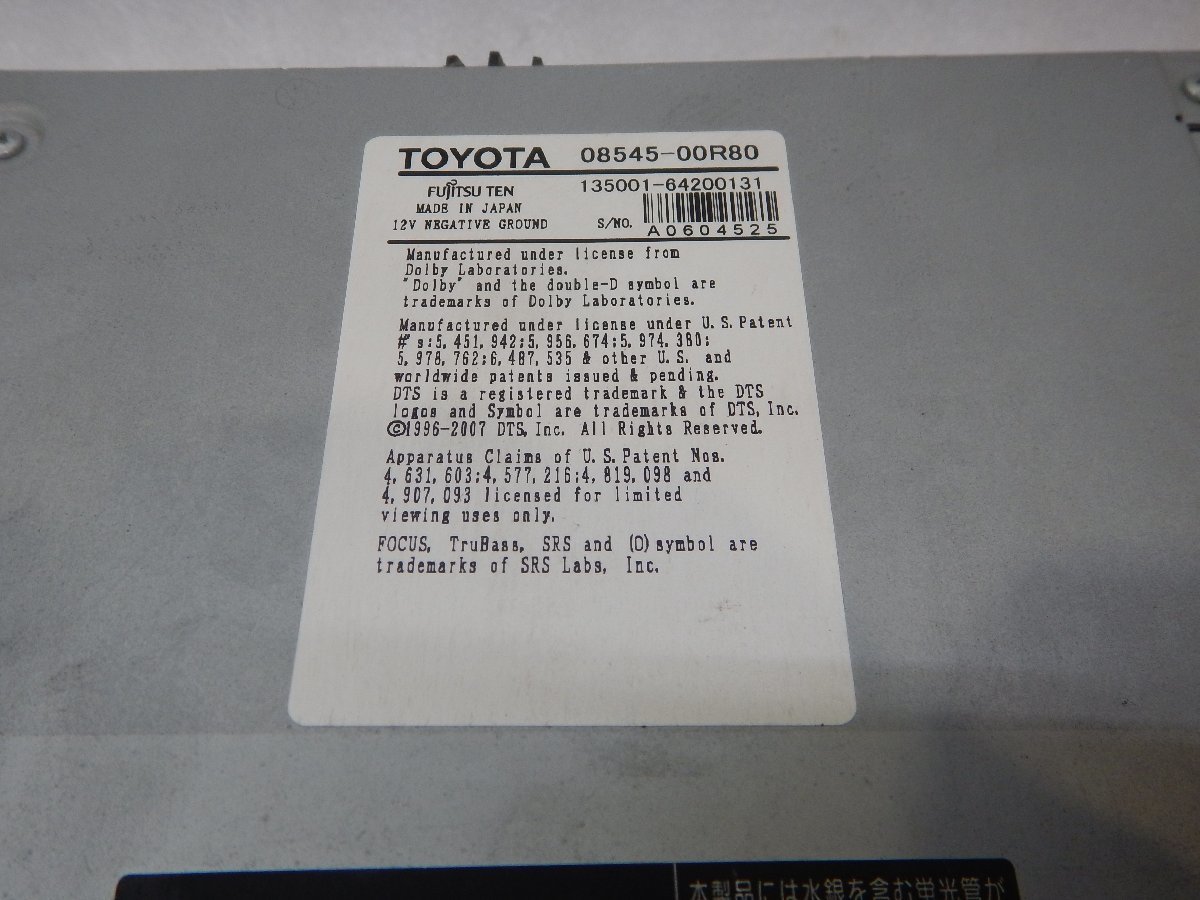 TOYOTA 08545-00R80
FUJITSU TEN 135001-64200131
MADE IN JAPAN
12V NEGATIVE GROUND S/NO. A0604525
Manufactured under license from
Dolby Laboratories.
"Dolby" and the double-D symbol are
trademarks of Dolby Laboratories.
Manufactured under license under U.S. Patent
#'s:5,451,942;5,956,674;5,974,380;
5,978,762;6,487,535 & other U.S. and
worldwide patents issued & pending.
DTS is a registered trademark & the DTS
logos and Symbol are trademarks of DTS, Inc.
©1996-2007 DTS, Inc. All Rights Reserved.
Apparatus Claims of U.S. Patent Nos.
4,631,603;4,577,216;4,819,098 and
4,907,093 licensed for limited
viewing uses only.
FOCUS, TruBass, SRS and (O) symbol are
trademarks of SRS Labs, Inc.
本製品には水銀を含む蛍光管が